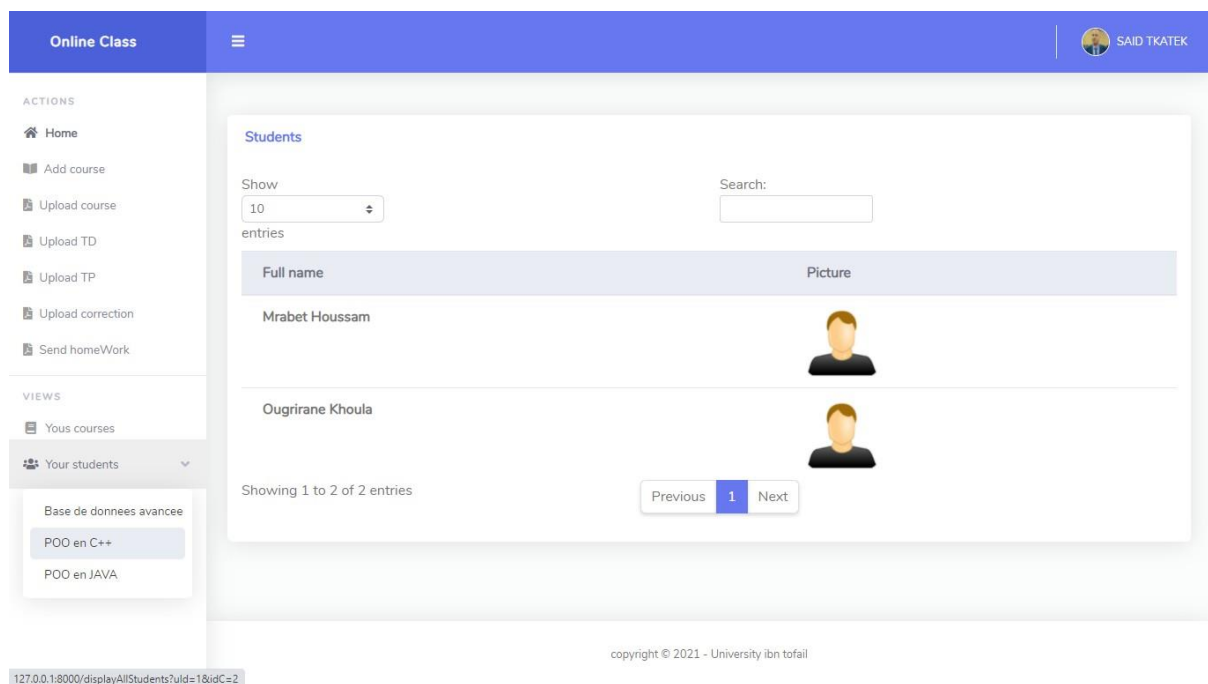 Online Class
SAID TKATEK
ACTIONS
Home
Add course
Upload course
Upload TD
Upload TP
Upload correction
Send homeWork
VIEWS
Yous courses
Your students
Base de donnees avancee
POO en C++
POO en JAVA
Students
Show
10
entries
Search:
Full name Picture
Mrabet Houssam
Ougrirane Khoula
Showing 1 to 2 of 2 entries
Previous 1 Next
copyright © 2021 - University ibn tofail
127.0.0.1:8000/displayAllStudents?uId=1&idC=2